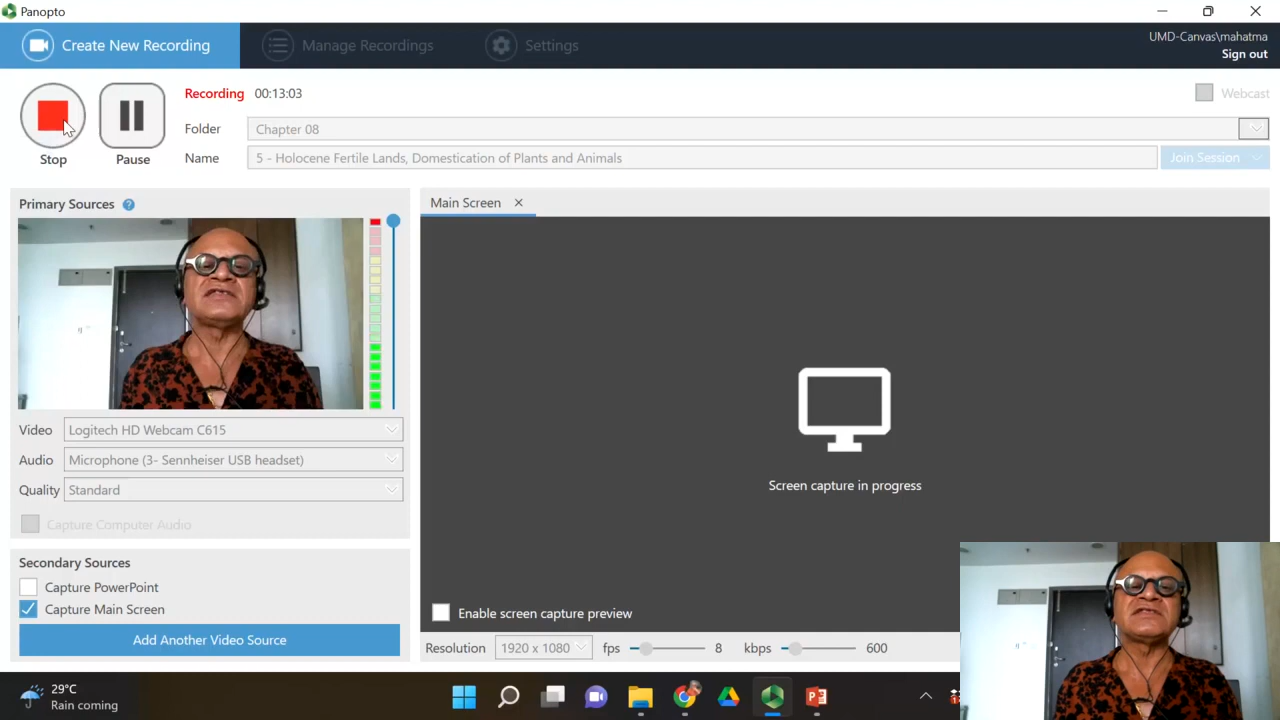 Panopto
Create New Recording
Manage Recordings
Settings
UMD-Canvas\mahatma
Sign out
Recording 00:13:03
Webcast
Folder Chapter 08
Stop Pause Name 5 - Holocene Fertile Lands, Domestication of Plants and Animals Join Session
Primary Sources ?
Main Screen
Video Logitech HD Webcam C615
Audio Microphone (3- Sennheiser USB headset)
Quality Standard
Capture Computer Audio
Screen capture in progress
Secondary Sources
Capture PowerPoint
Capture Main Screen
Add Another Video Source
Enable screen capture preview
Resolution 1920 x 1080 fps 8 kbps 600
29°C
Rain coming